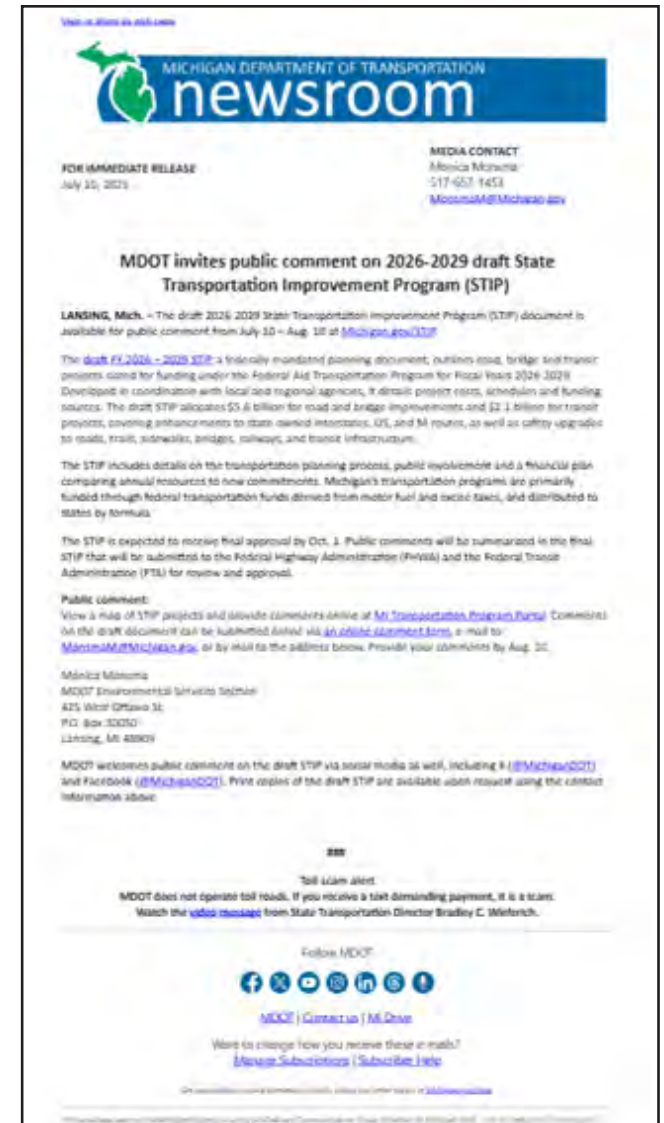 View or share as web page
MICHIGAN DEPARTMENT OF TRANSPORTATION
newsroom
FOR IMMEDIATE RELEASE
July 10, 2025
MEDIA CONTACT
Monica Monsma
517-657-1453
MonsmaM@Michigan.gov
MDOT invites public comment on 2026-2029 draft State
Transportation Improvement Program (STIP)
LANSING, Mich. – The draft 2026-2029 State Transportation Improvement Program (STIP) document is
available for public comment from July 10 – Aug. 10 at Michigan.gov/STIP.
The draft FY 2026 – 2029 STIP, a federally mandated planning document, outlines road, bridge and transit
projects slated for funding under the Federal Aid Transportation Program for Fiscal Years 2026-2029.
Developed in coordination with local and regional agencies, it details project costs, schedules and funding
sources. The draft STIP allocates $5.6 billion for road and bridge improvements and $2.1 billion for transit
projects, covering enhancements to state-owned interstates, US, and M routes, as well as safety upgrades
to roads, trails, sidewalks, bridges, railways, and transit infrastructure.
The STIP includes details on the transportation planning process, public involvement and a financial plan
comparing annual resources to new commitments. Michigan's transportation programs are primarily
funded through federal transportation funds derived from motor fuel and excise taxes, and distributed to
states by formula.
The STIP is expected to receive final approval by Oct. 1. Public comments will be summarized in the final
STIP that will be submitted to the Federal Highway Administration (FHWA) and the Federal Transit
Administration (FTA) for review and approval.
Public comment:
View a map of STIP projects and provide comments online at MI Transportation Program Portal. Comments
on the draft document can be submitted online via an online comment form, e-mail to
MonsmaM@Michigan.gov, or by mail to the address below. Provide your comments by Aug. 10.
Monica Monsma
MDOT Environmental Services Section
425 West Ottawa St.
P.O. Box 30050
Lansing, MI 48909
MDOT welcomes public comment on the draft STIP via social media as well, including X (@MichiganDOT)
and Facebook (@MichiganDOT). Print copies of the draft STIP are available upon request using the contact
information above.
###
Toll scam alert
MDOT does not operate toll roads. If you receive a text demanding payment, it is a scam.
Watch the video message from State Transportation Director Bradley C. Wieferich.
Follow MDOT
MDOT | Contact us | Mi Drive
Want to change how you receive these e-mails?
Manage Subscriptions | Subscriber Help